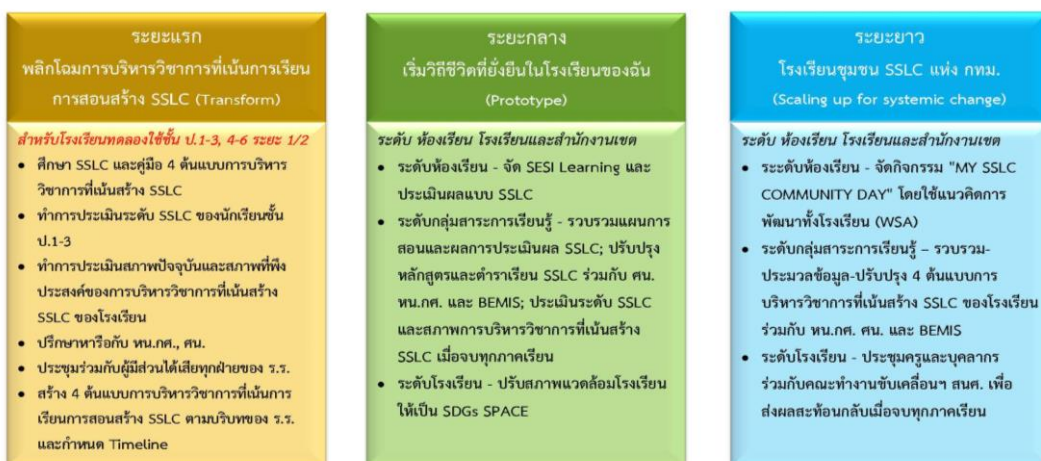 ระยะแรก
พลิกโฉมการบริหารวิชาการที่เน้นการเรียน
การสอนสร้าง SSLC (Transform)
สำหรับโรงเรียนทดลองใช้ชั้น ป.1-3, 4-6 ระยะ 1/2
• ศึกษา SSLC และคู่มือ 4 ต้นแบบการบริหาร
วิชาการที่เน้นสร้าง SSLC
• ทำการประเมินระดับ SSLC ของนักเรียนชั้น
ป.1-3
• ทำการประเมินสภาพปัจจุบันและสภาพที่พึง
ประสงค์ของการบริหารวิชาการที่เน้นสร้าง
SSLC ของโรงเรียน
• ปรึกษาหารือกับ หน.กศ., ศน.
• ประชุมร่วมกับผู้มีส่วนได้เสียทุกฝ่ายของ ร.ร.
• สร้าง 4 ต้นแบบการบริหารวิชาการที่เน้นการ
เรียนการสอนสร้าง SSLC ตามบริบทของ ร.ร.
และกำหนด Timeline
ระยะกลาง
เริ่มวิถีชีวิตที่ยั่งยืนในโรงเรียนของฉัน
(Prototype)
ระดับ ห้องเรียน โรงเรียนและสำนักงานเขต
• ระดับห้องเรียน - จัด SESI Learning และ
ประเมินผลแบบ SSLC
• ระดับกลุ่มสาระการเรียนรู้ - รวบรวมแผนการ
สอนและผลการประเมินผล SSLC; ปรับปรุง
หลักสูตรและตำราเรียน SSLC ร่วมกับ ศน.
หน.กศ. และ BEMIS; ประเมินระดับ SSLC
และสภาพการบริหารวิชาการที่เน้นสร้าง
SSLC เมื่อจบทุกภาคเรียน
• ระดับโรงเรียน - ปรับสภาพแวดล้อมโรงเรียน
ให้เป็น SDGs SPACE
ระยะยาว
โรงเรียนชุมชน SSLC แห่ง กทม.
(Scaling up for systemic change)
ระดับ ห้องเรียน โรงเรียนและสำนักงานเขต
• ระะดับห้องเรียน - จัดกิจกรรม "MY SSLC
COMMUNITY DAY" โดยใช้แนวคิดการ
พัฒนาทั้งโรงเรียน (WSA)
• ระดับกลุ่มสาระการเรียนรู้ – รวบรวม-
ประมวลข้อมูล-ปรับปรุง 4 ต้นแบบการ
บริหารวิชาการที่เน้นสร้าง SSLC ของโรงเรียน
ร่วมกับ หน.กศ. ศน. และ BEMIS
• ระดับโรงเรียน - ประชุมครูและบุคลากร
ร่วมกับคณะทำงานขับเคลื่อนฯ สนศ. เพื่อ
ส่งผลสะท้อนกลับเมื่อจบทุกภาคเรียน